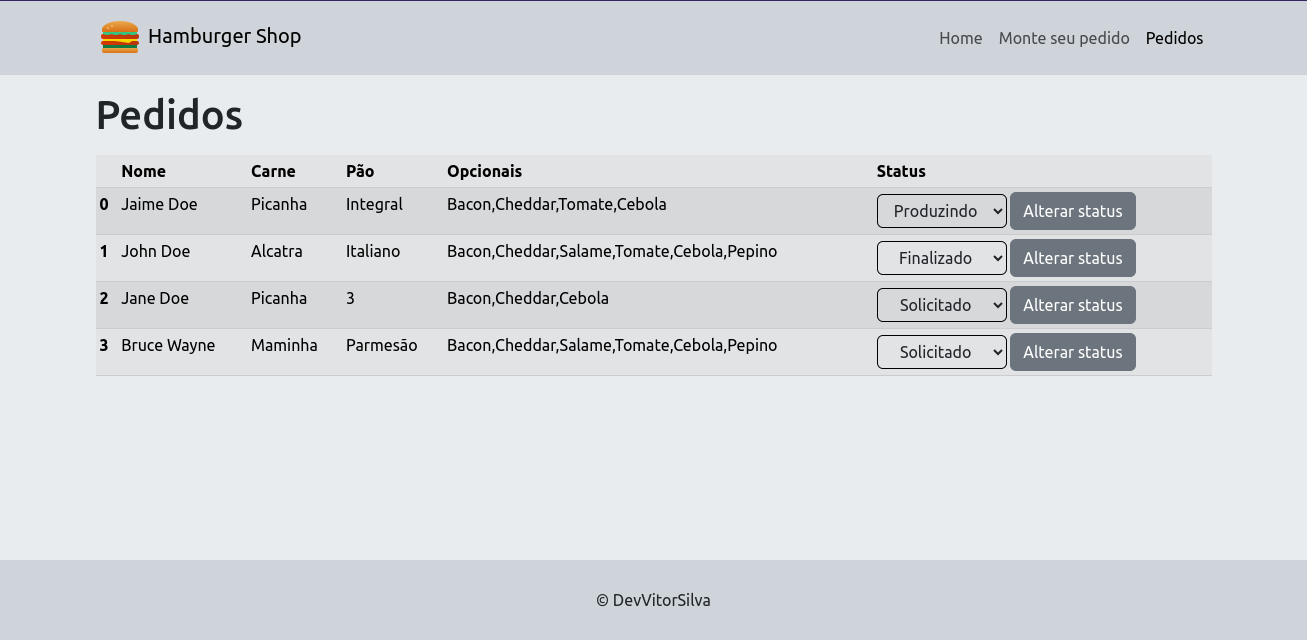 Hamburger Shop
Home Monte seu pedido Pedidos
Pedidos
Nome Carne Pão Opcionais Status
0 Jaime Doe Picanha Integral Bacon,Cheddar,Tomate,Cebola Produzindo Alterar status
1 John Doe Alcatra Italiano Bacon,Cheddar,Salame,Tomate,Cebola,Pepino Finalizado Alterar status
2 Jane Doe Picanha 3 Bacon,Cheddar,Cebola Solicitado Alterar status
3 Bruce Wayne Maminha Parmesão Bacon,Cheddar,Salame,Tomate,Cebola,Pepino Solicitado Alterar status
© DevVitorSilva